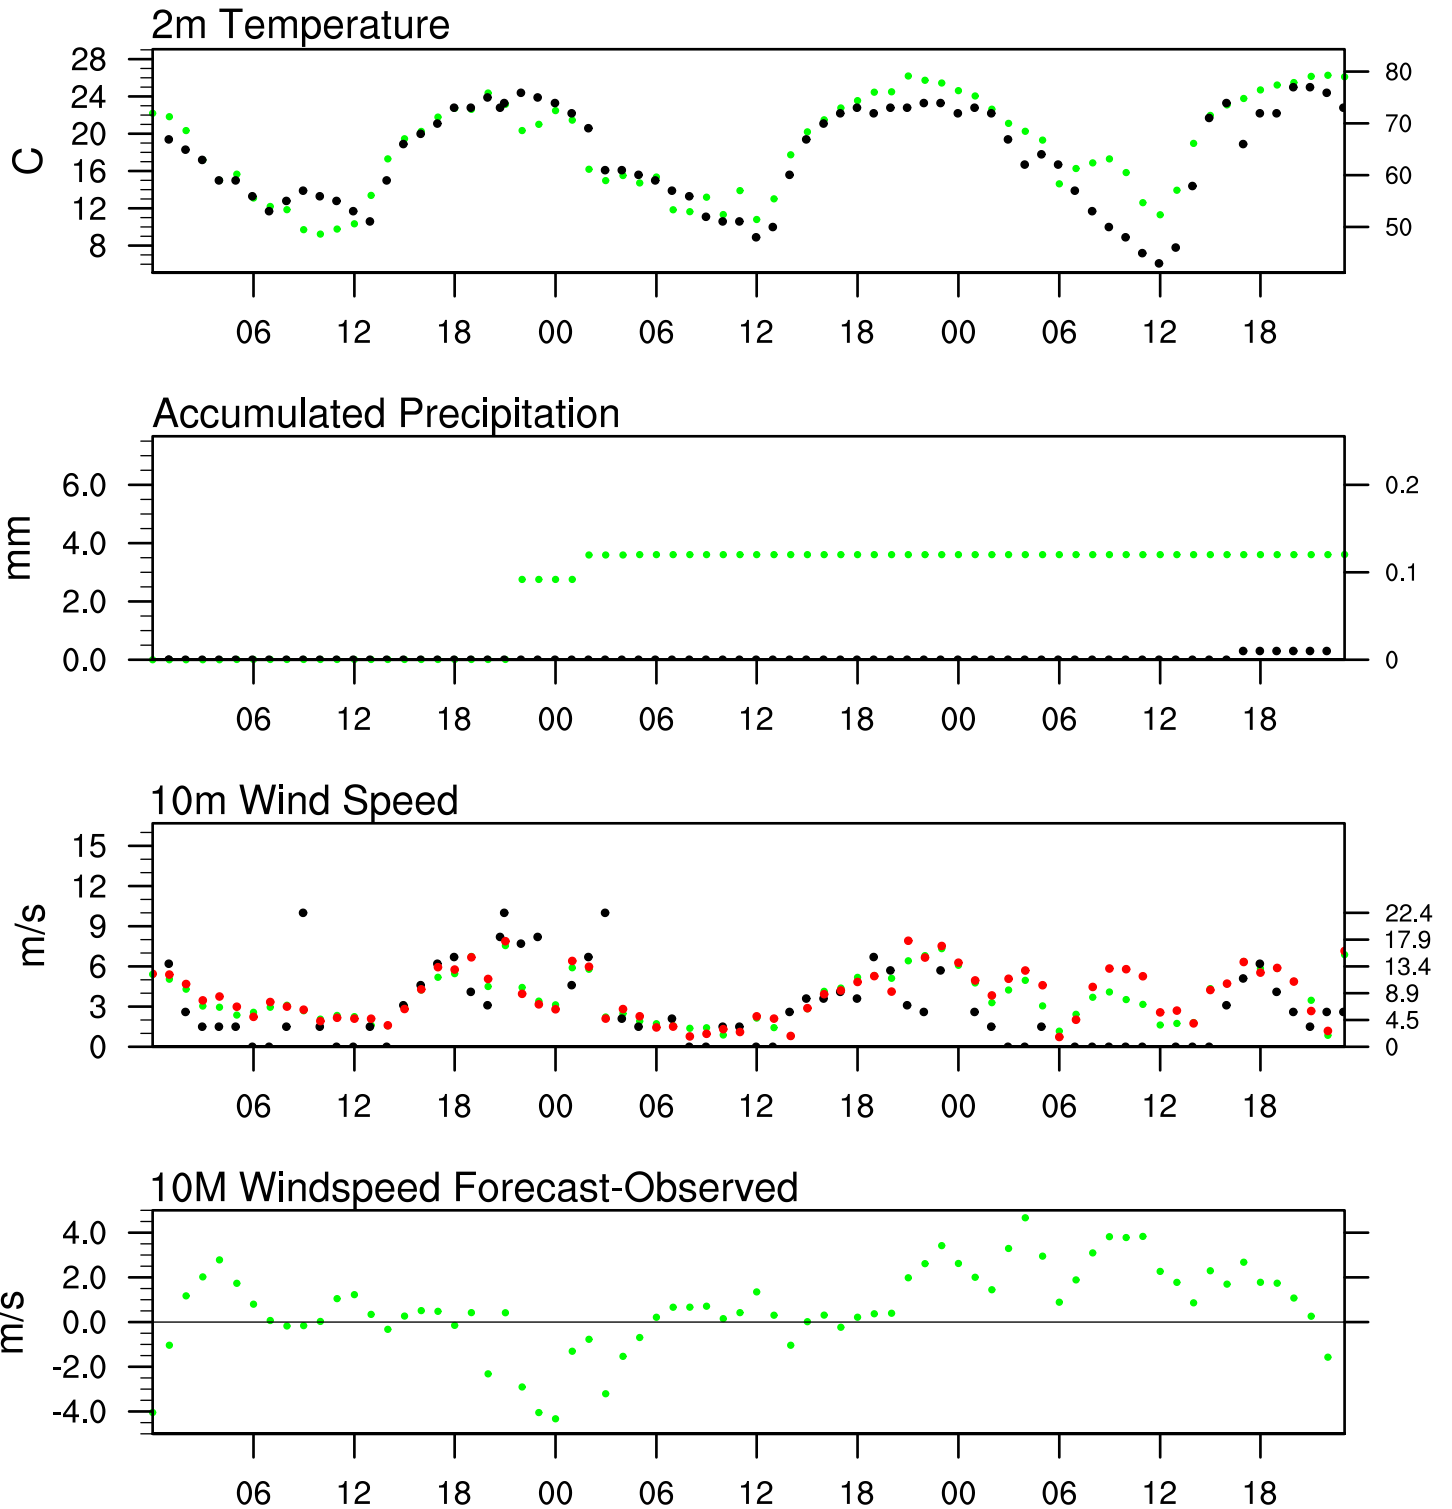 2m Temperature
28
24
20
16
12
8
C
80
70
60
50
06 12 18 00 06 12 18 00 06 12 18
Accumulated Precipitation
6.0
4.0
2.0
0.0
mm
0.2
0.1
0
06 12 18 00 06 12 18 00 06 12 18
10m Wind Speed
15
12
9
6
3
0
m/s
22.4
17.9
13.4
8.9
4.5
0
06 12 18 00 06 12 18 00 06 12 18
10M Windspeed Forecast-Observed
4.0
2.0
0.0
-2.0
-4.0
m/s
06 12 18 00 06 12 18 00 06 12 18